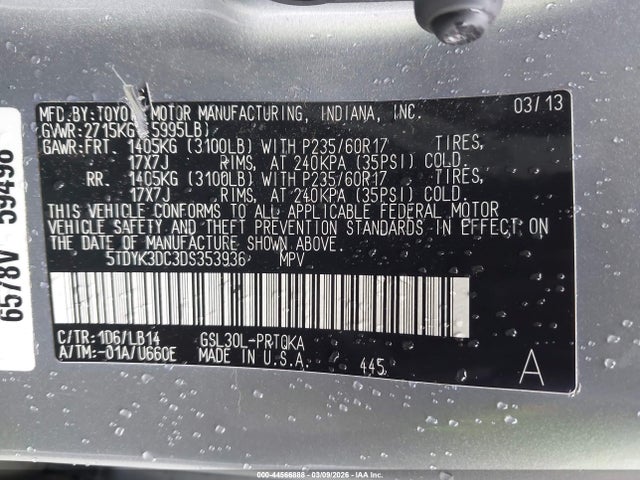 MFD.BY:TOYOTA MOTOR MANUFACTURING, INDIANA, INC. 03/13
GVWR:2715KG(5995LB)
GAWR:FRT. 1405KG (3100LB) WITH P235/60R17 TIRES,
17X7J RIMS, AT 240KPA (35PSI) COLD.
RR. 1405KG (3100LB) WITH P235/60R17 TIRES,
17X7J RIMS, AT 240KPA (35PSI) COLD.
THIS VEHICLE CONFORMS TO ALL APPLICABLE FEDERAL MOTOR
VEHICLE SAFETY AND THEFT PREVENTION STANDARDS IN EFFECT ON
THE DATE OF MANUFACTURE SHOWN ABOVE.
5TDYK3DC3DS353936 MPV
C/TR:1D6/LB14 GSL30L-PRTQKA
A/TM:-01A/U660E MADE IN U.S.A. 445 A
6578V 59498
000-44566888 - 03/09/2026 - IAA Inc.